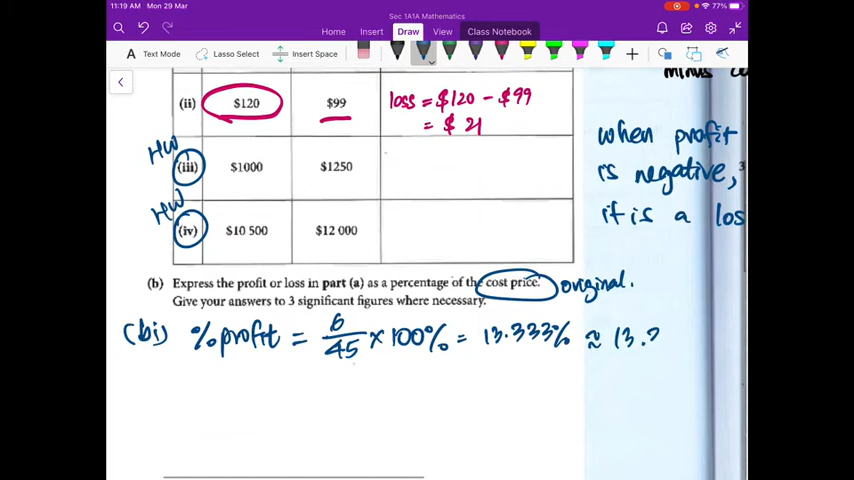 11:19 AM Mon 29 Mar
Sec 1A1A Mathematics
77%
Home Insert Draw View Class Notebook
Text Mode Lasso Select Insert Space
minus
(ii) $120 $99 loss = $120 - $99
= $ 21
when profit
is negative,
it is a los
HW (iii) $1000 $1250
HW (iv) $10 500 $12 000
(b) Express the profit or loss in part (a) as a percentage of the cost price. original.
Give your answers to 3 significant figures where necessary.
(bi) % profit = 6/45 × 100% = 13.333% ≈ 13.